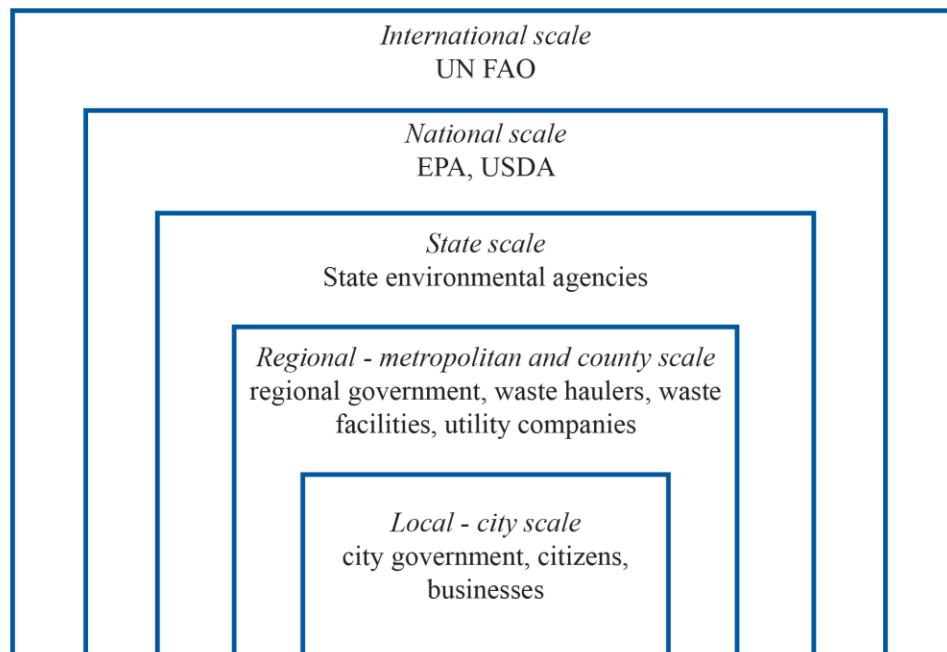 International scale
UN FAO
National scale
EPA, USDA
State scale
State environmental agencies
Regional - metropolitan and county scale
regional government, waste haulers, waste
facilities, utility companies
Local - city scale
city government, citizens,
businesses